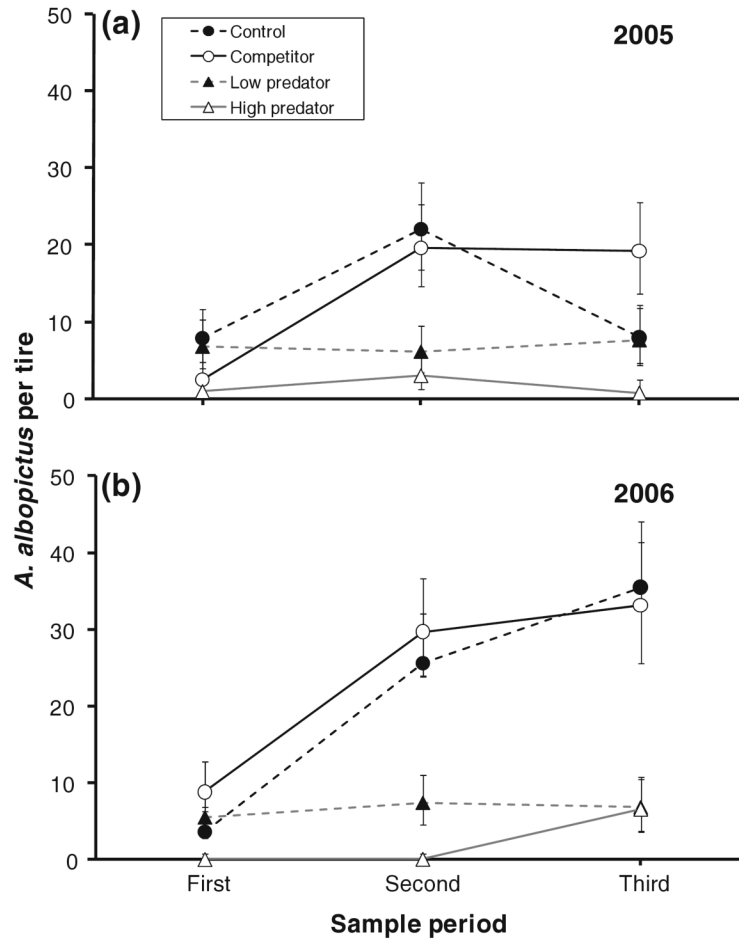 50
(a)
Control
2005
Competitor
40
Low predator
High predator
30
20
10
0
A. albopictus per tire
50
(b)
2006
40
30
20
10
0
First Second Third
Sample period